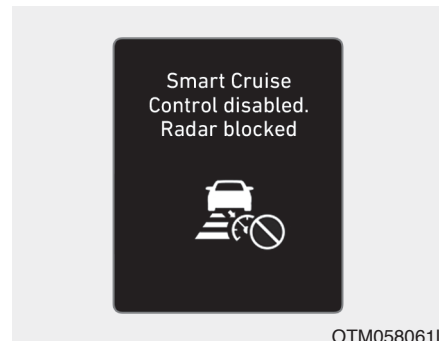 Smart Cruise
Control disabled.
Radar blocked
OTM058061L